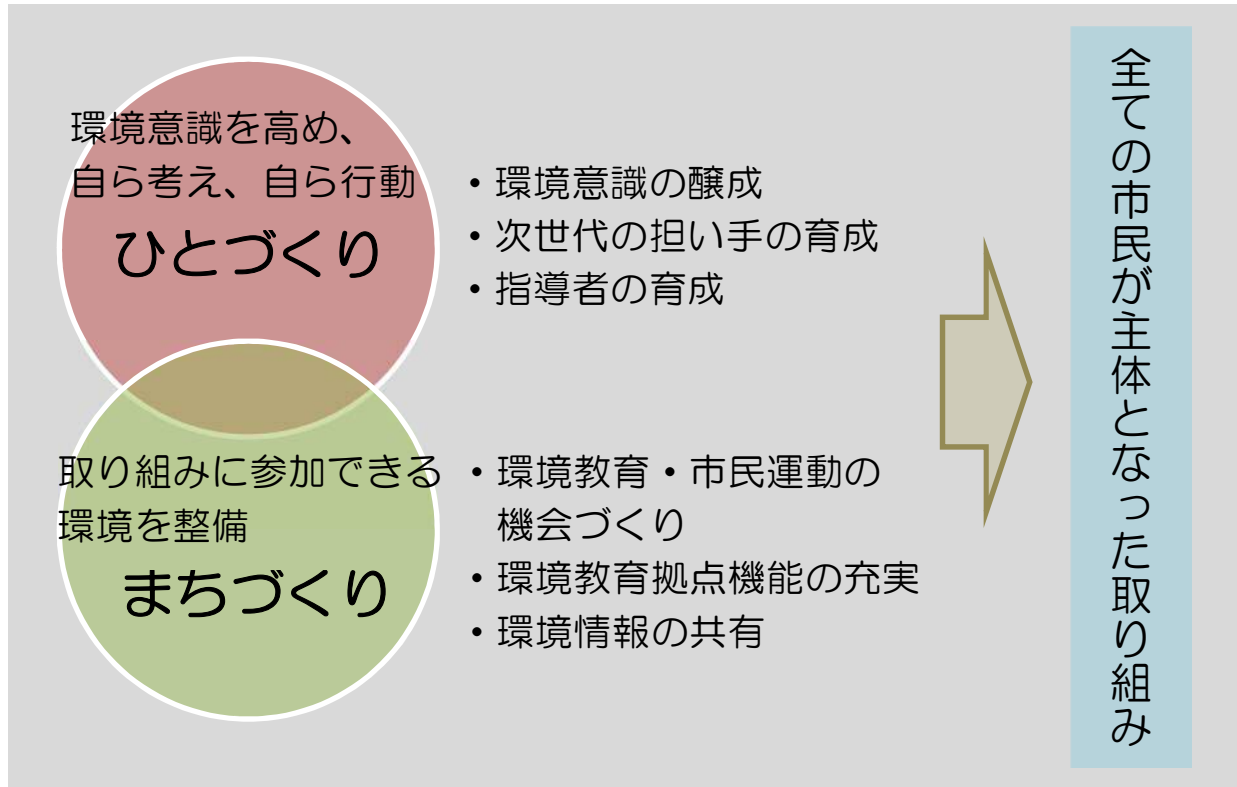 環境意識を高め、
自ら考え、自ら行動
ひとづくり
・環境意識の醸成
・次世代の担い手の育成
・指導者の育成
取り組みに参加できる
環境を整備
まちづくり
・環境教育・市民運動の
機会づくり
・環境教育拠点機能の充実
・環境情報の共有
全ての市民が主体となった取り組み